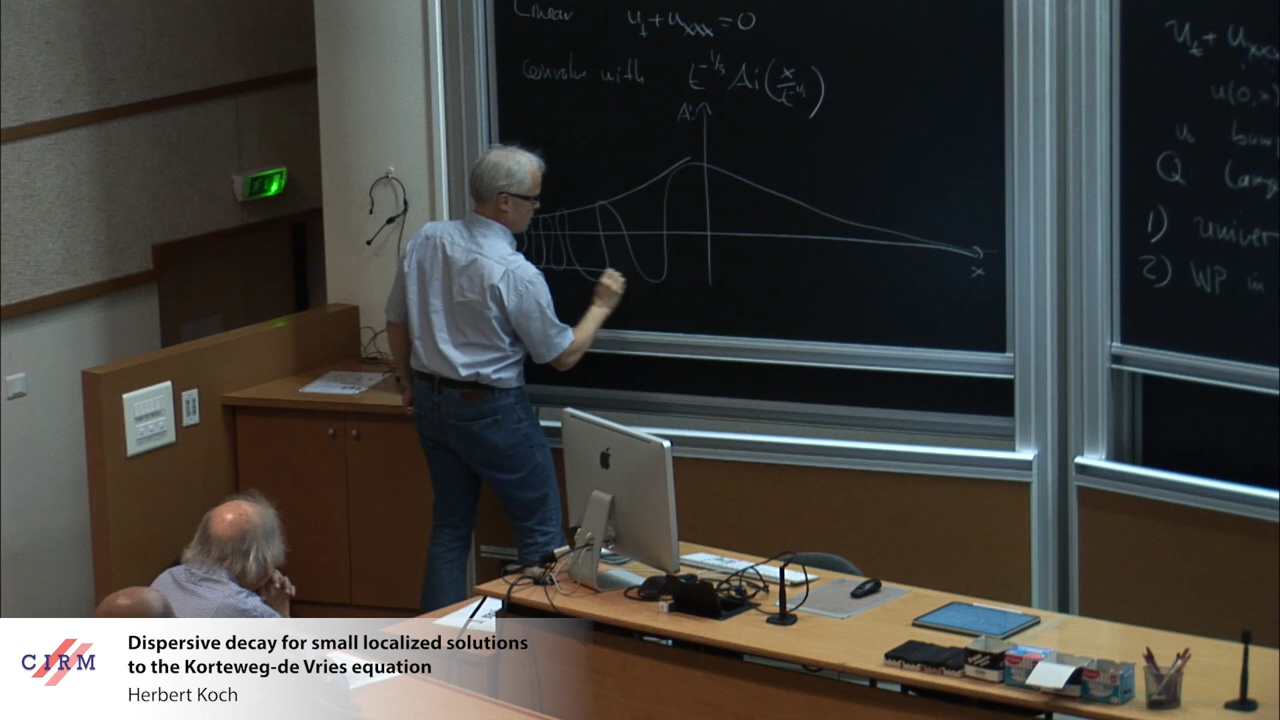 Linear u_t + u_xxx = 0
convolve with t^{-1/3} Ai(x/t^{-1/3})
Ai
x
u_t + u_xxx
u(0,x)
u_0
Q
1) univer
2) WP in
CIRM
Dispersive decay for small localized solutions
to the Korteweg-de Vries equation
Herbert Koch